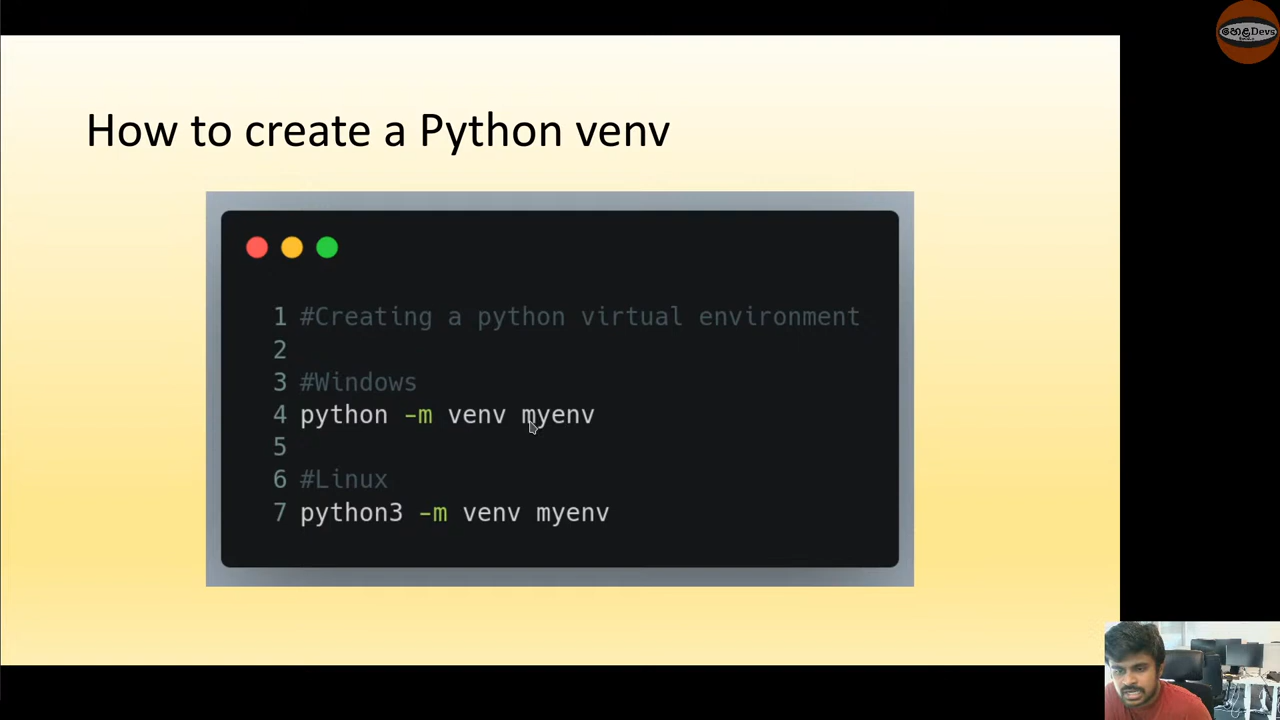 හෙළDevs
How to create a Python venv
1 #Creating a python virtual environment
2
3 #Windows
4 python -m venv myenv
5
6 #Linux
7 python3 -m venv myenv